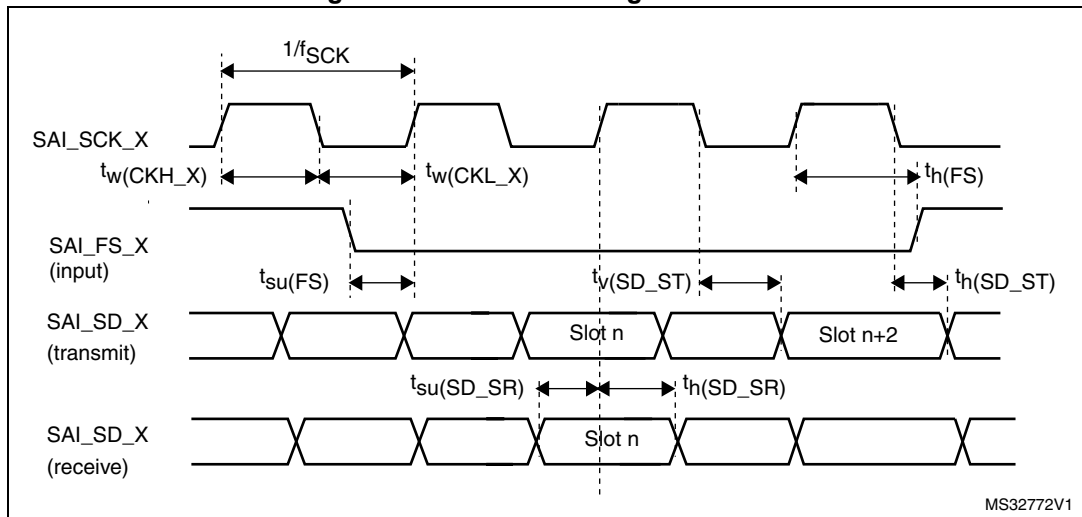 1/fSCK
SAI_SCK_X
tw(CKH_X)
tw(CKL_X)
th(FS)
SAI_FS_X
(input)
tsu(FS)
tv(SD_ST)
th(SD_ST)
SAI_SD_X
(transmit)
Slot n
Slot n+2
tsu(SD_SR)
th(SD_SR)
SAI_SD_X
(receive)
Slot n
MS32772V1